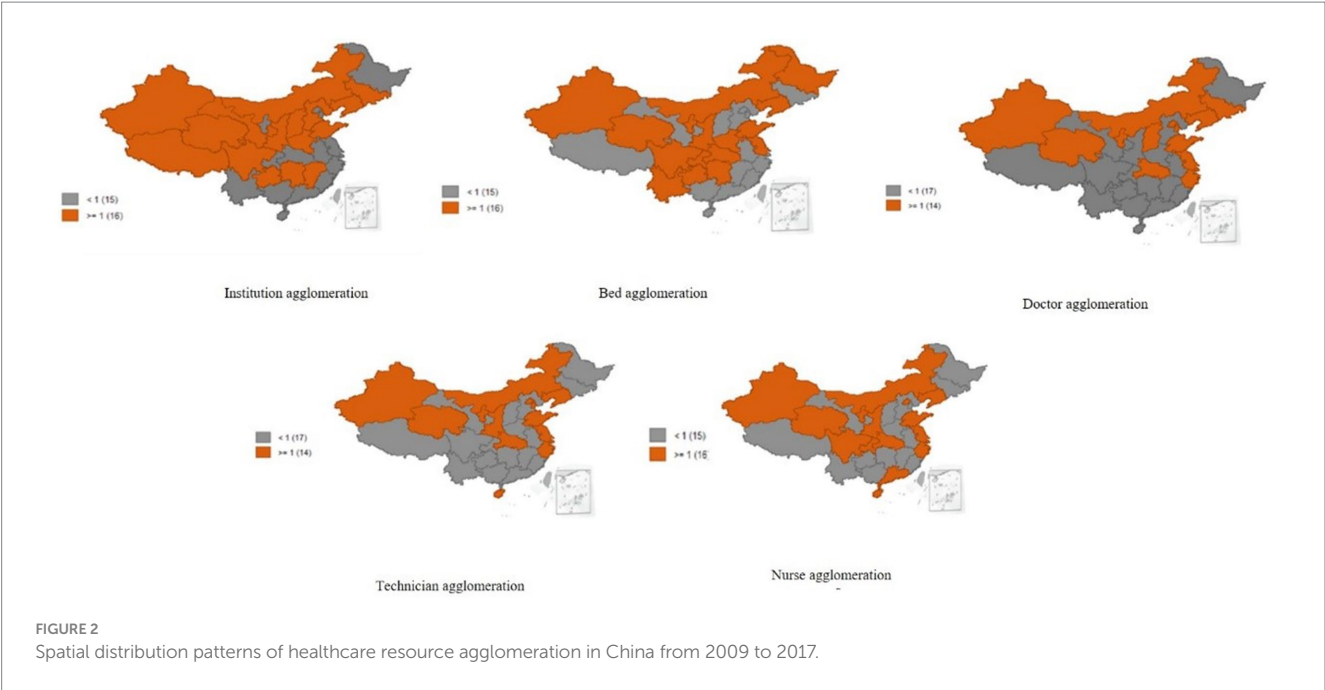 < 1 (15)
>= 1 (16)
Institution agglomeration
< 1 (15)
>= 1 (16)
Bed agglomeration
< 1 (17)
>= 1 (14)
Doctor agglomeration
< 1 (17)
>= 1 (14)
Technician agglomeration
< 1 (15)
>= 1 (16
Nurse agglomeration
FIGURE 2
Spatial distribution patterns of healthcare resource agglomeration in China from 2009 to 2017.